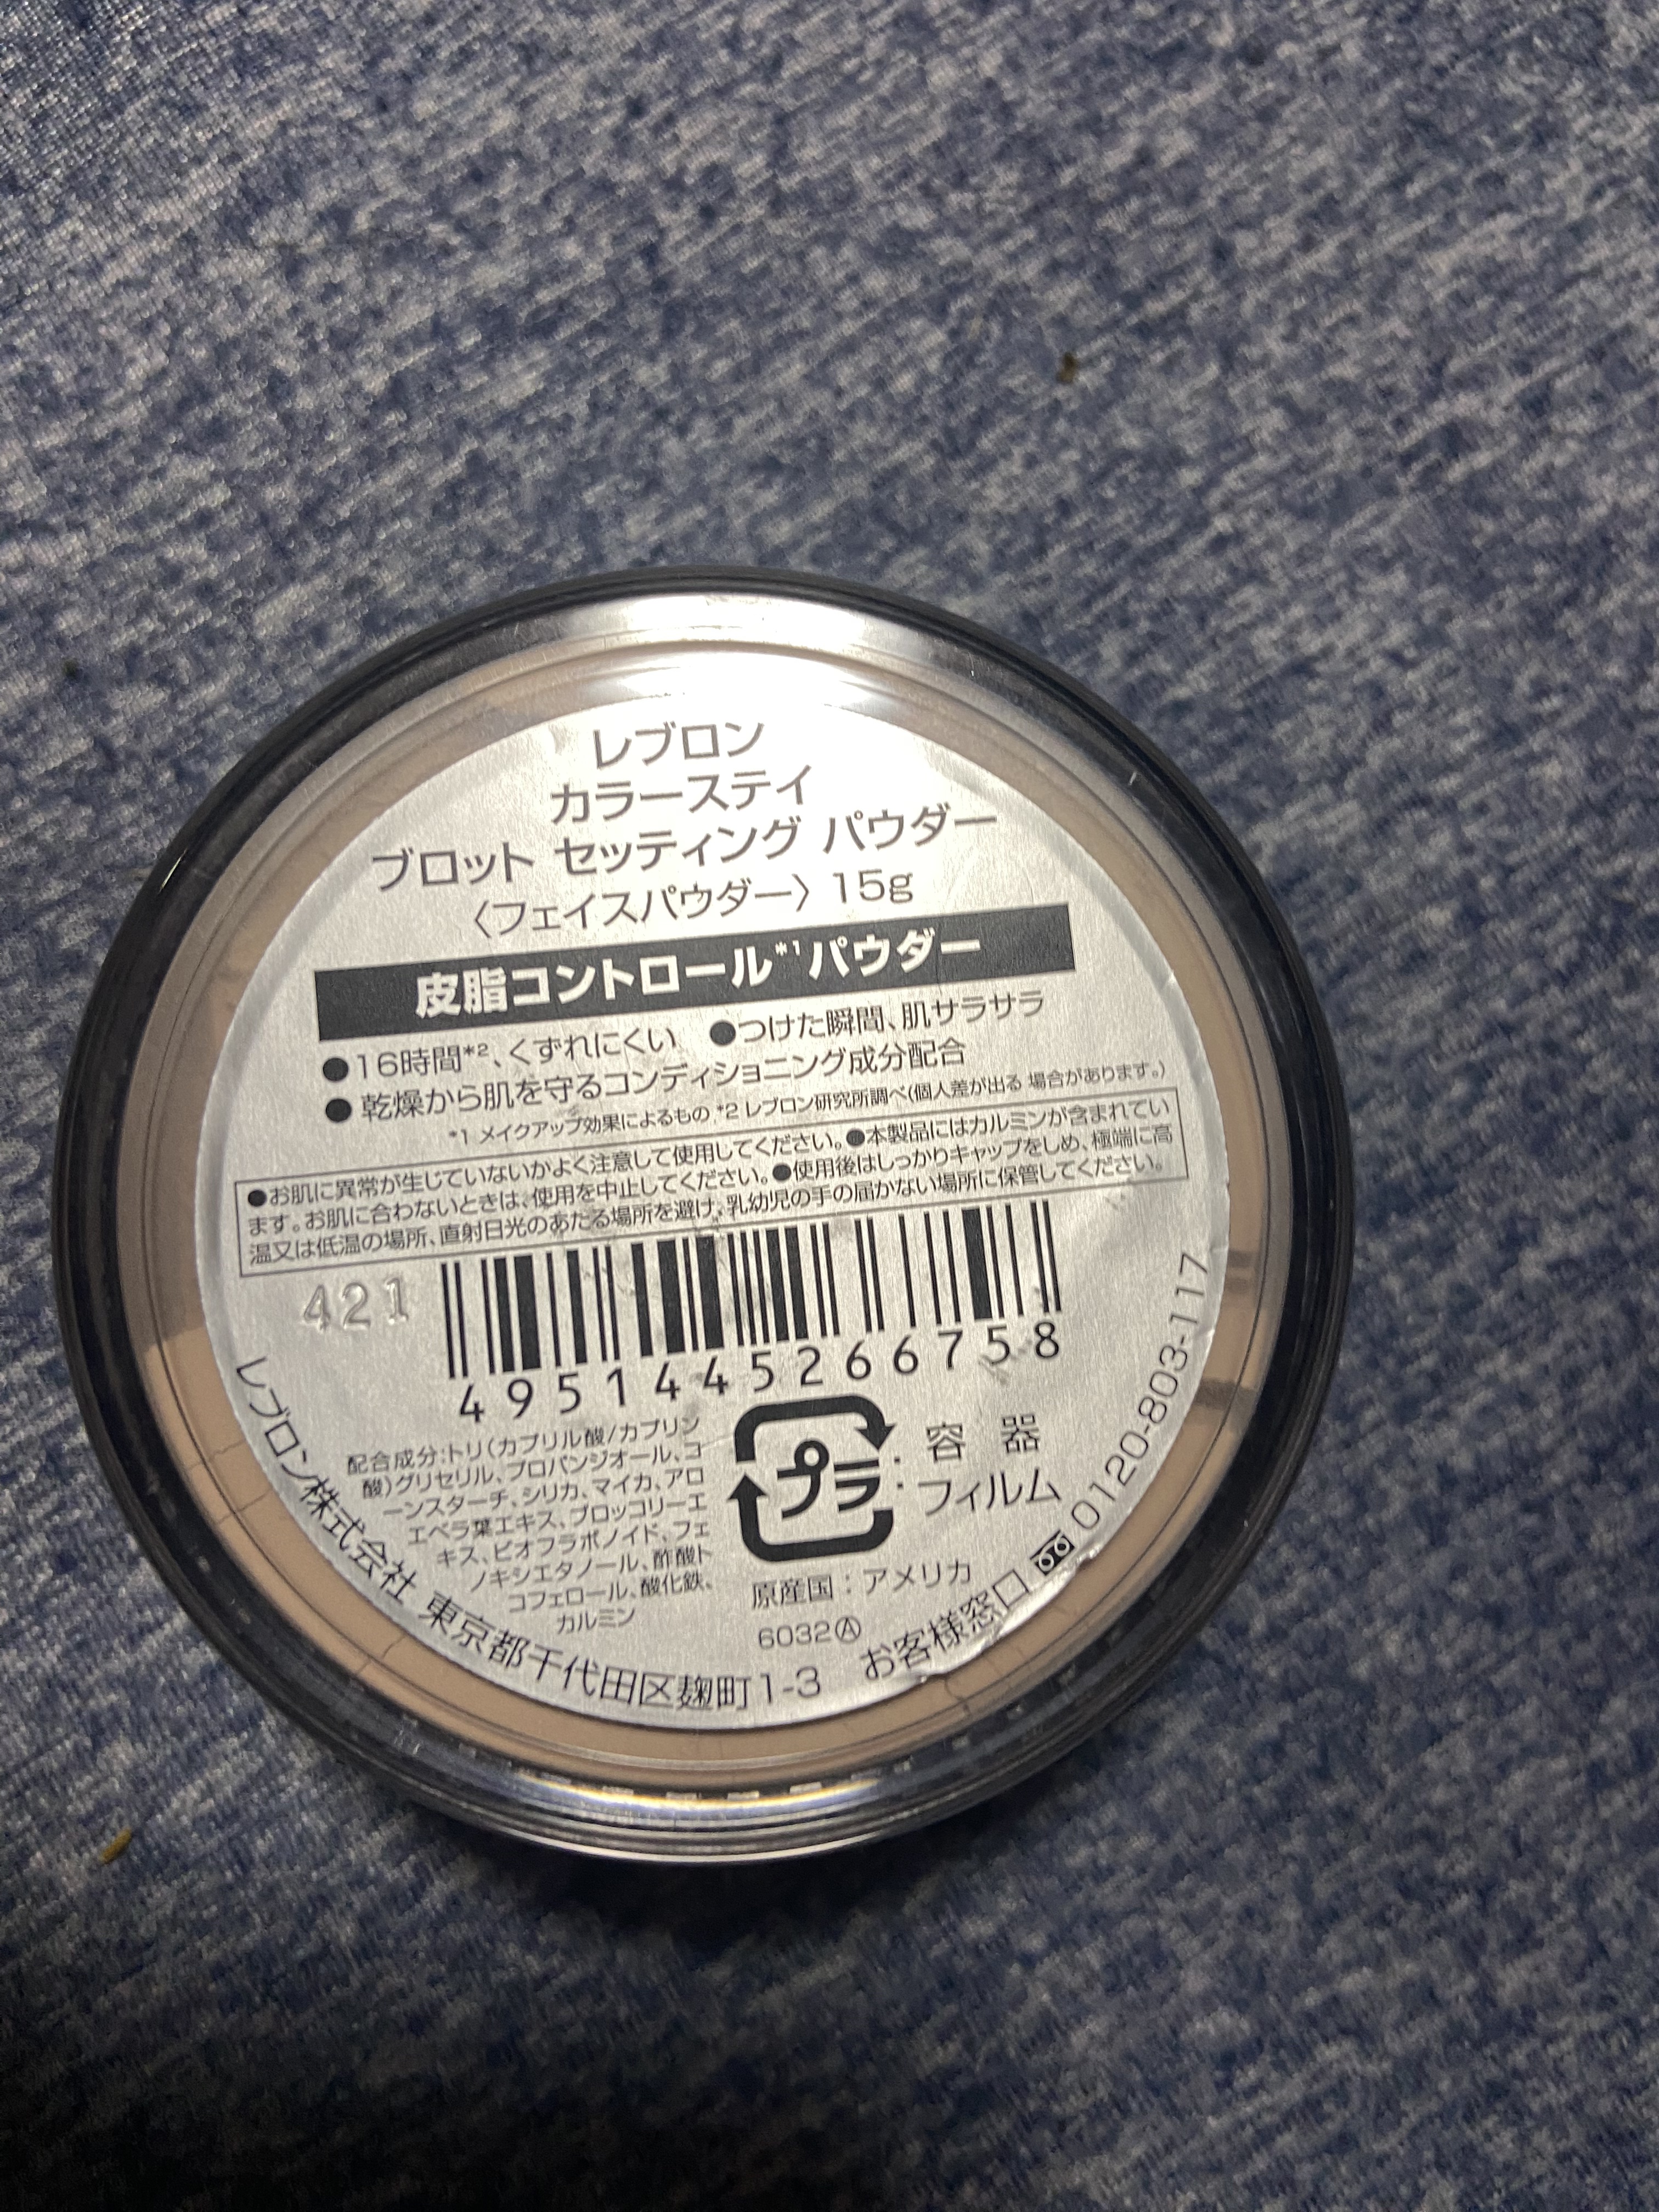 レブロン
カラーステイ
ブロット セッティング パウダー
〈フェイスパウダー〉15g
皮脂コントロール*1パウダー
●16時間*2、くずれにくい ●つけた瞬間、肌サラサラ
●乾燥から肌を守るコンディショニング成分配合
*1 メイクアップ効果によるもの *2 レブロン研究所調べ(個人差が出る 場合があります。)
●お肌に異常が生じていないかよく注意して使用してください。●本製品にはカルミンが含まれてい
ます。お肌に合わないときは、使用を中止してください。●使用後はしっかりキャップをしめ、極端に高
温又は低温の場所、直射日光のあたる場所を避け、乳幼児の手の届かない場所に保管してください。
421
4951445266758
配合成分:トリ(カプリル酸/カプリン
酸)グリセリル、プロパンジオール、コ
ーンスターチ、シリカ、マイカ、アロ
エベラ葉エキス、ブロッコリーエ
キス、ビオフラボノイド、フェ
ノキシエタノール、酢酸ト
コフェロール、酸化鉄、
カルミン
プラ
: 容 器
: フィルム
原産国：アメリカ
6032Ⓐ
レブロン株式会社 東京都千代田区麹町1-3 お客様窓口 0120-803-117